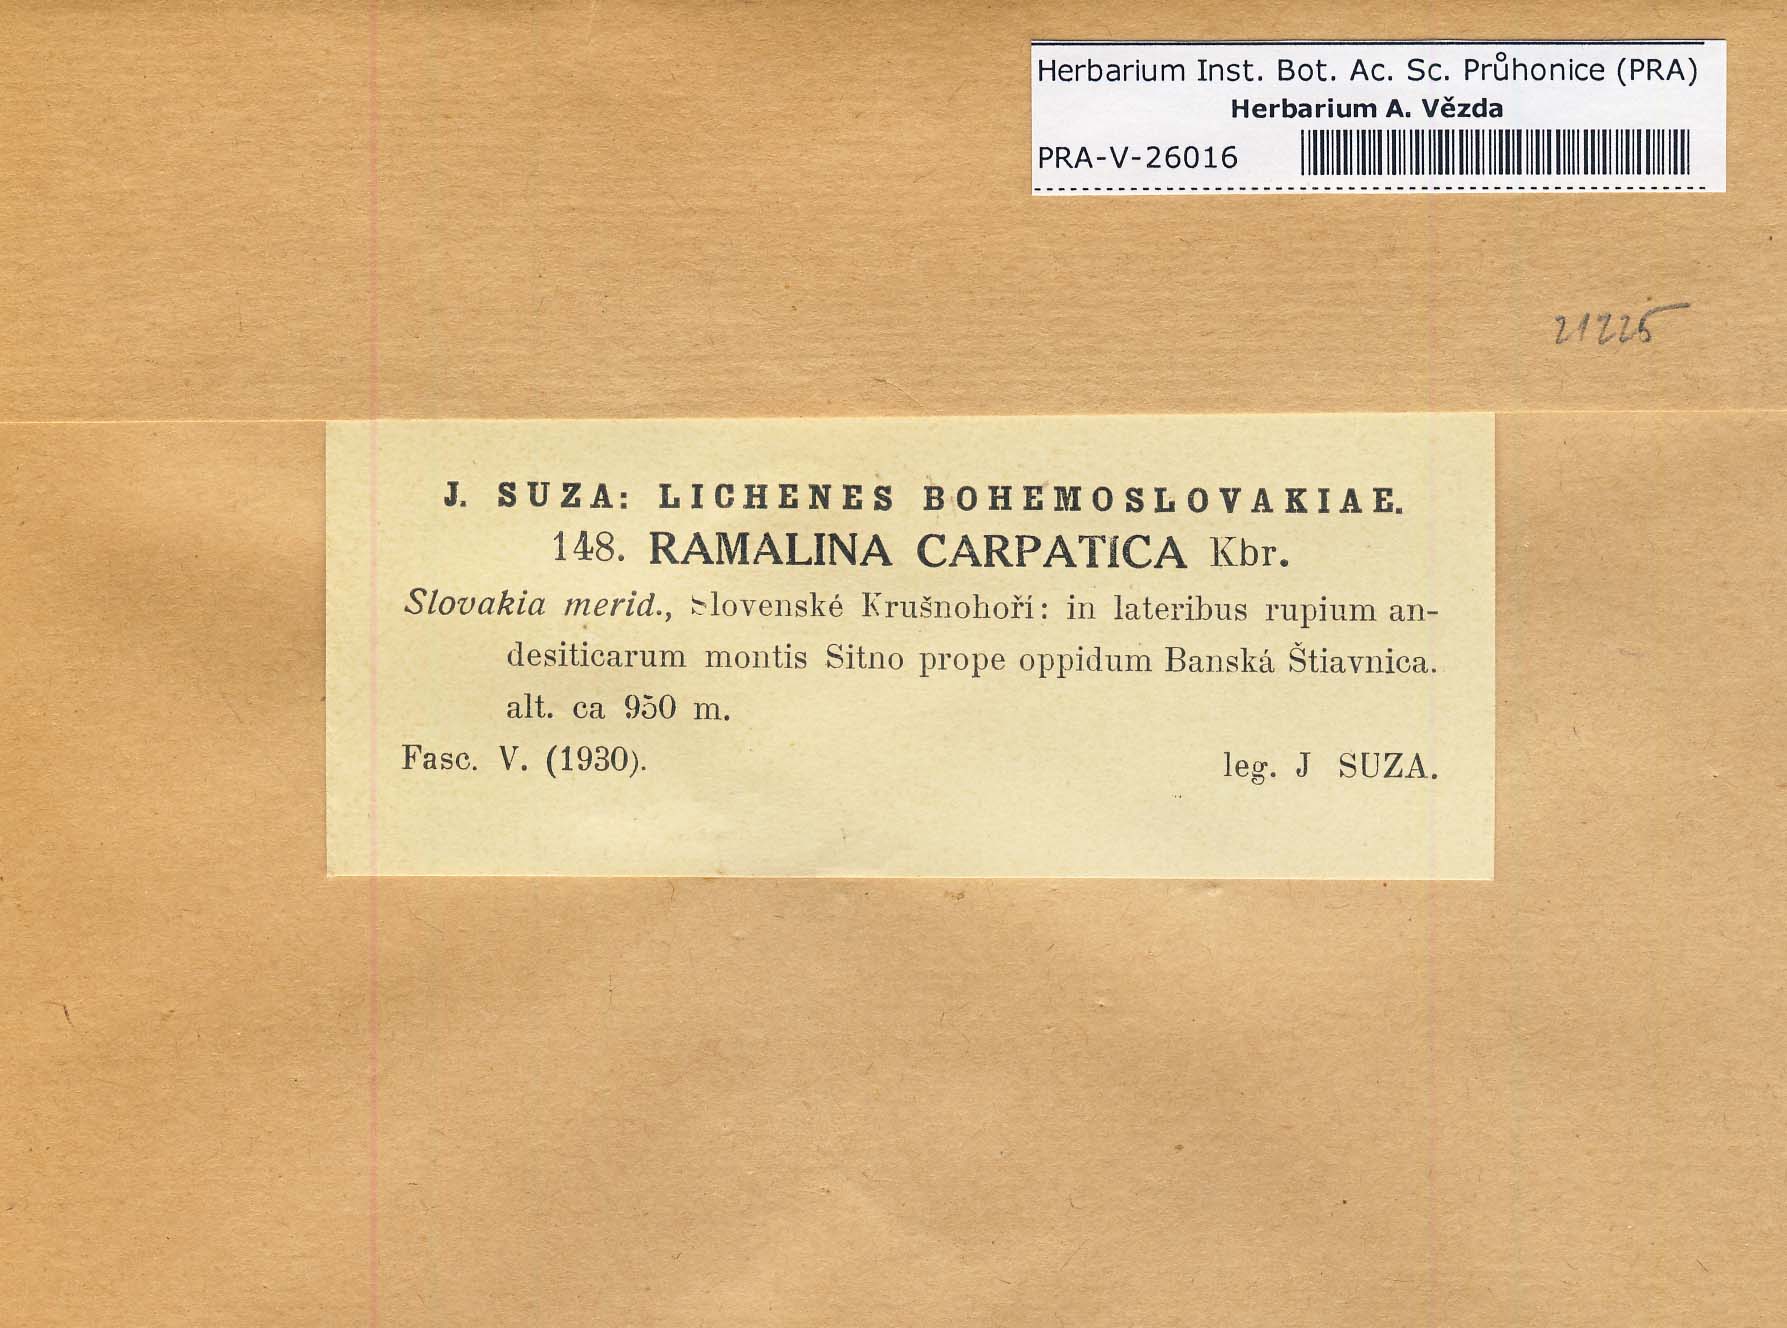 Herbarium Inst. Bot. Ac. Sc. Průhonice (PRA)
Herbarium A. Vězda
PRA-V-26016
21225
J. SUZA: LICHENES BOHEMOSLOVAKIAE.
148. RAMALINA CARPATICA Kbr.
Slovakia merid., Slovenské Krušnohoří: in lateribus rupium an-
desiticarum montis Sitno prope oppidum Banská Štiavnica.
alt. ca 950 m.
Fasc. V. (1930). leg. J SUZA.